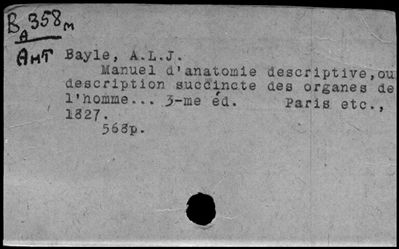 B 358м
А
Ант
Bayle, A.L.J.
Manuel d'anatomie descriptive,ou
description succincte des organes de
l'homme... 3-me éd. Paris etc.,
1827.
568p.